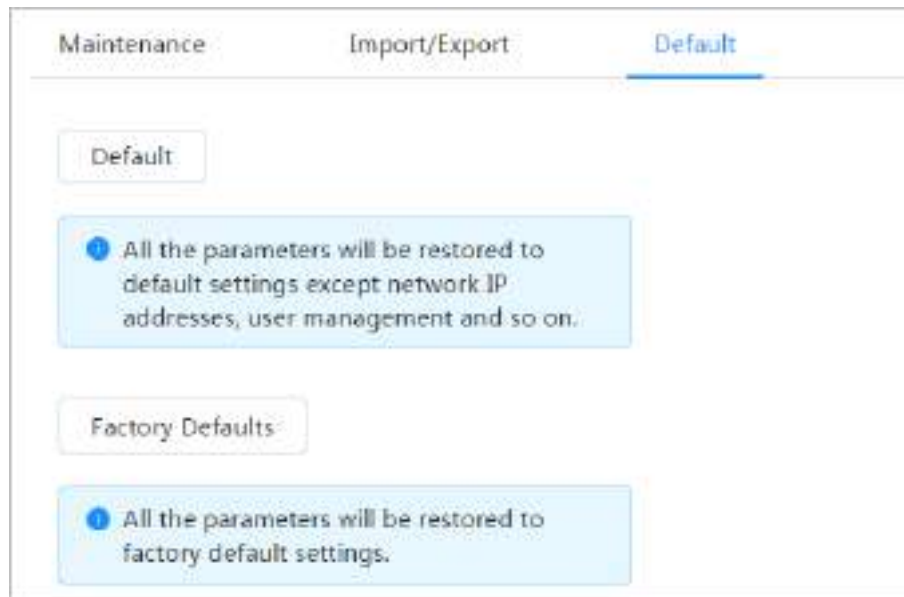 Maintenance Import/Export Default
Default
All the parameters will be restored to
default settings except network IP
addresses, user management and so on.
Factory Defaults
All the parameters will be restored to
factory default settings.